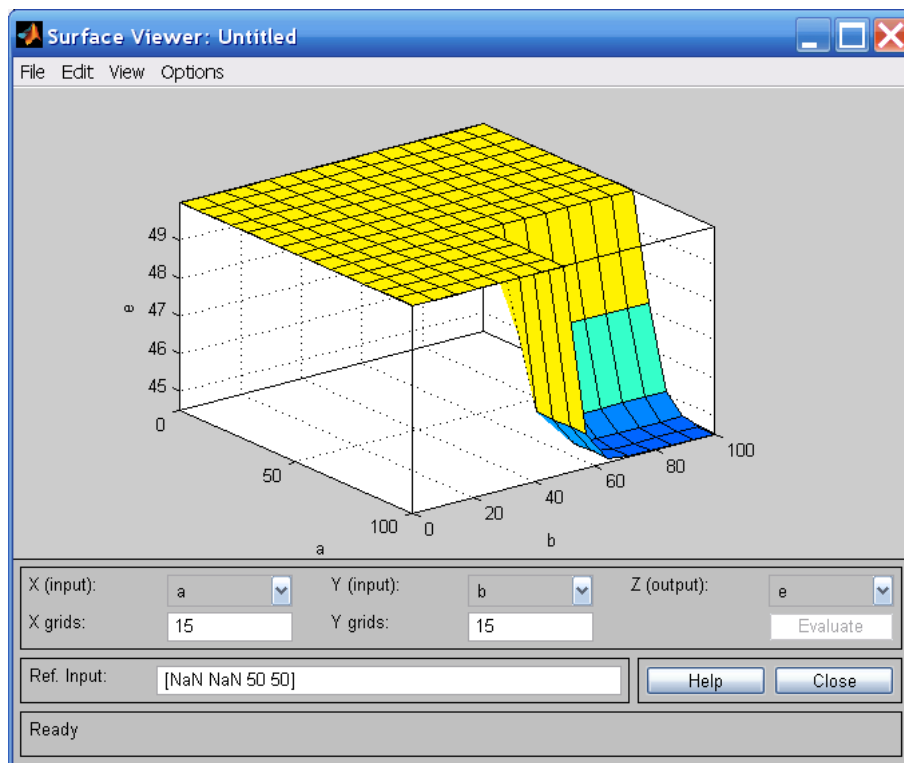 Surface Viewer: Untitled
File Edit View Options
49
48
47
46
45
e
0
50
100
a
0
20
40
60
80
100
b
X (input): a Y (input): b Z (output): e
X grids: 15 Y grids: 15 Evaluate
Ref. Input: [NaN NaN 50 50] Help Close
Ready